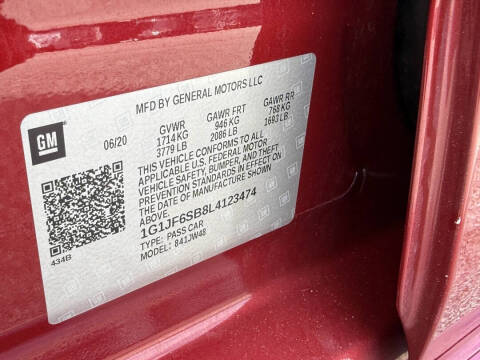 MFD BY GENERAL MOTORS LLC
GM
06/20
GVWR GAWR FRT GAWR RR
1714 KG 946 KG 768 KG
3779 LB 2086 LB 1693 LB
THIS VEHICLE CONFORMS TO ALL
APPLICABLE U.S. FEDERAL MOTOR
VEHICLE SAFETY, BUMPER, AND THEFT
PREVENTION STANDARDS IN EFFECT ON
THE DATE OF MANUFACTURE SHOWN
ABOVE.
1G1JF6SB8L4123474
TYPE: PASS CAR
MODEL: 841JW48
434B